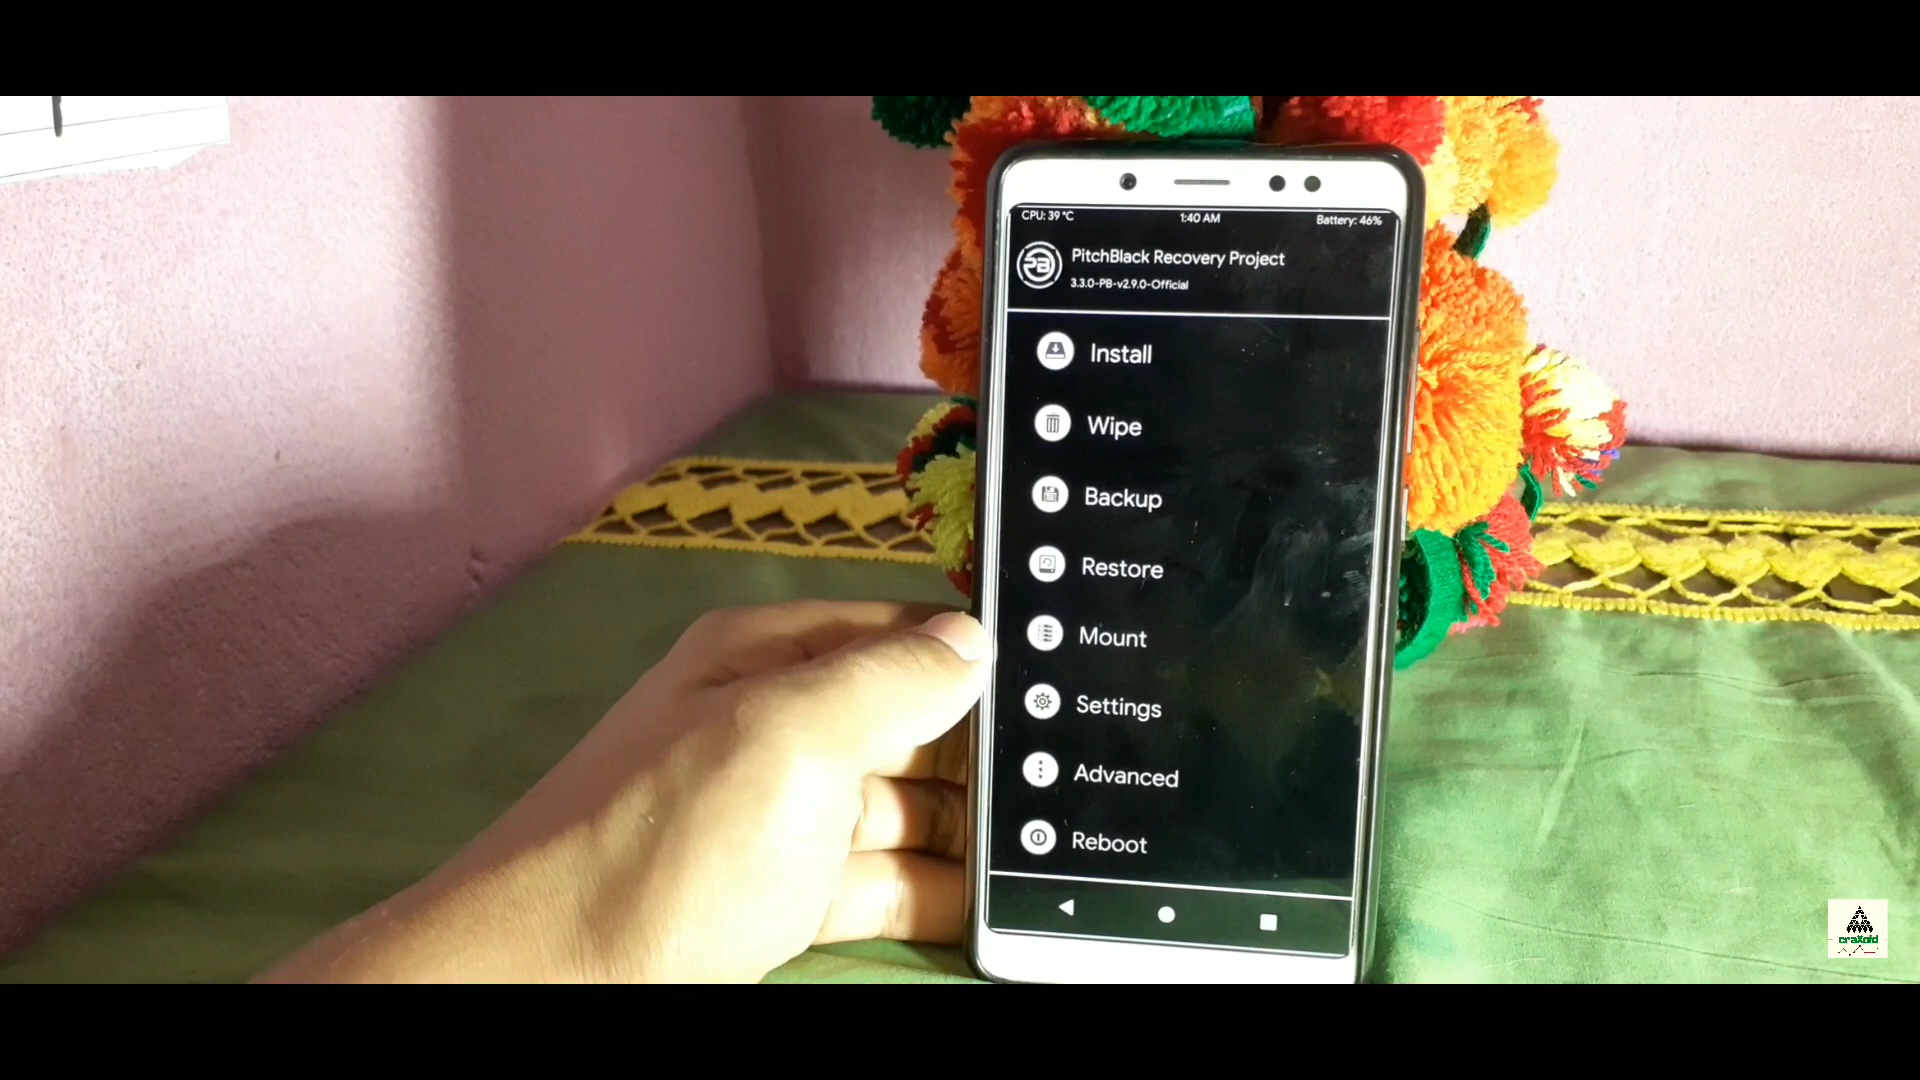 CPU: 39 °C 1:40 AM Battery: 46%
PitchBlack Recovery Project
3.3.0-PB-v2.9.0-Official
Install
Wipe
Backup
Restore
Mount
Settings
Advanced
Reboot
craXoid